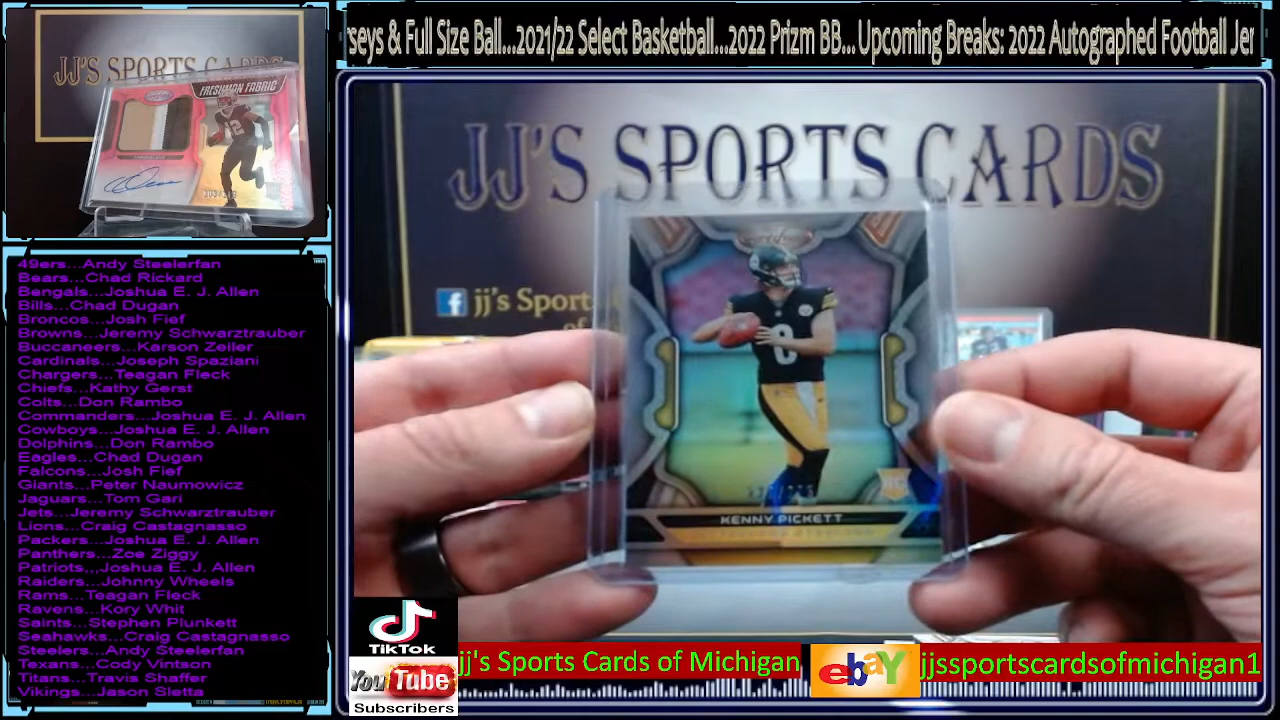 rseys & Full Size Ball...2021/22 Select Basketball...2022 Prizm BB... Upcoming Breaks: 2022 Autographed Football Jer
JJ'S SPORTS CARDS
FRESHMAN FABRIC
12
49ers...Andy Steelerfan
Bears...Chad Rickard
Bengals...Joshua E. J. Allen
Bills...Chad Dugan
Broncos...Josh Fief
Browns...Jeremy Schwarztrauber
Buccaneers...Karson Zeiler
Cardinals...Joseph Spaziani
Chargers...Teagan Fleck
Chiefs...Kathy Gerst
Colts...Don Rambo
Commanders...Joshua E. J. Allen
Cowboys...Joshua E. J. Allen
Dolphins...Don Rambo
Eagles...Chad Dugan
Falcons...Josh Fief
Giants...Peter Naumowicz
Jaguars...Tom Gari
Jets...Jeremy Schwarztrauber
Lions...Craig Castagnasso
Packers...Joshua E. J. Allen
Panthers...Zoe Ziggy
Patriots,,,Joshua E. J. Allen
Raiders...Johnny Wheels
Rams...Teagan Fleck
Ravens...Kory Whit
Saints...Stephen Plunkett
Seahawks...Craig Castagnasso
Steelers...Andy Steelerfan
Texans...Cody Vintson
Titans...Travis Shaffer
Vikings...Jason Sletta
JJ'S SPORTS CARDS
f jj's Sport
of
8
KENNY PICKETT
TikTok
YouTube
Subscribers
jj's Sports Cards of Michigan
ebay
jjssportscardsofmichigan1